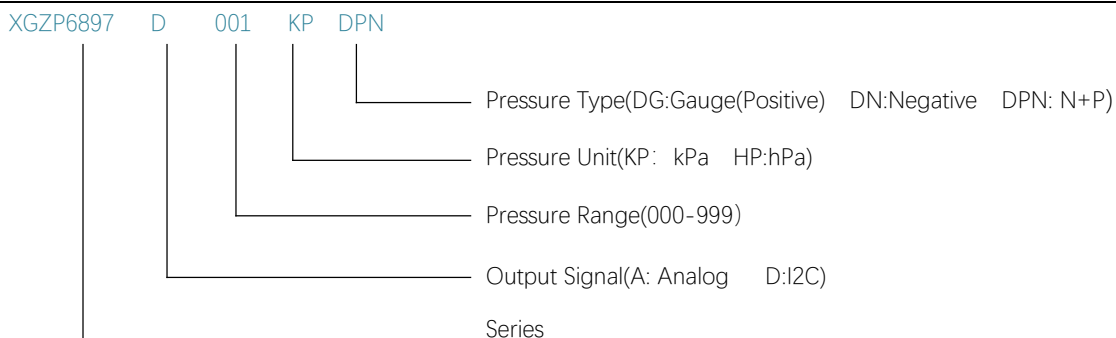 XGZP6897 D 001 KP DPN
Pressure Type(DG:Gauge(Positive) DN:Negative DPN: N+P)
Pressure Unit(KP： kPa HP:hPa)
Pressure Range(000-999）
Output Signal(A: Analog D:I2C)
Series